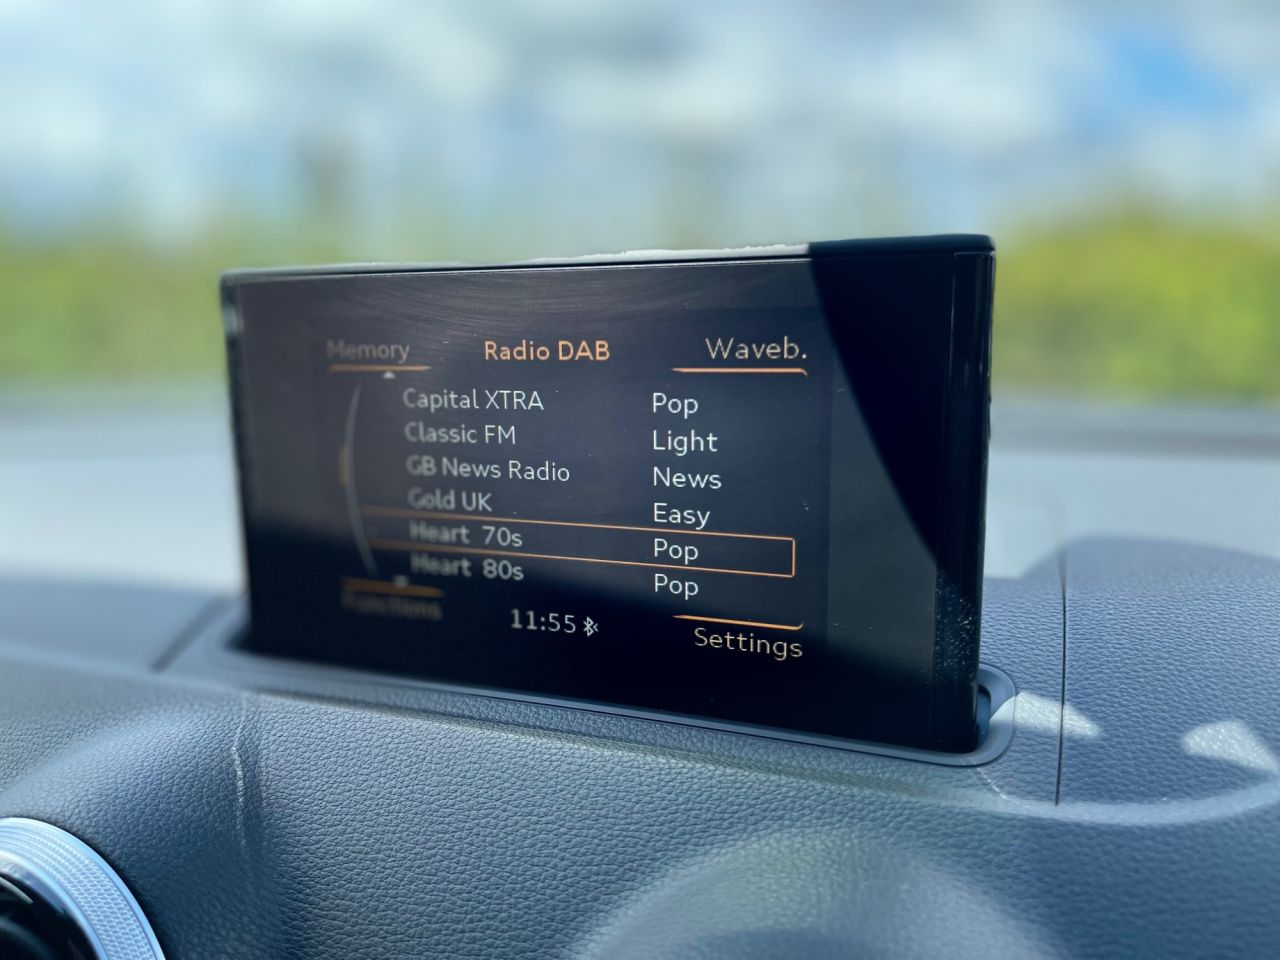 Memory Radio DAB Waveb.
Capital XTRA Pop
Classic FM Light
GB News Radio News
Gold UK Easy
Heart 70s Pop
Heart 80s Pop
Functions 11:55 Settings